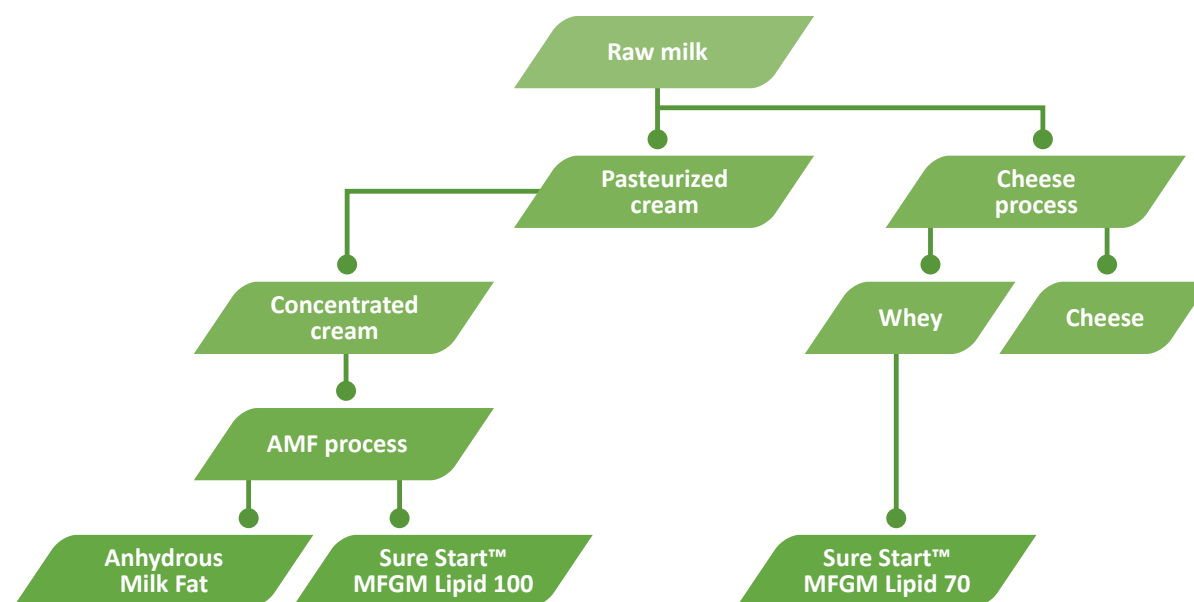 Raw milk
Pasteurized
cream
Cheese
process
Concentrated
cream
Whey
Cheese
AMF process
Anhydrous
Milk Fat
Sure Start™
MFGM Lipid 100
Sure Start™
MFGM Lipid 70